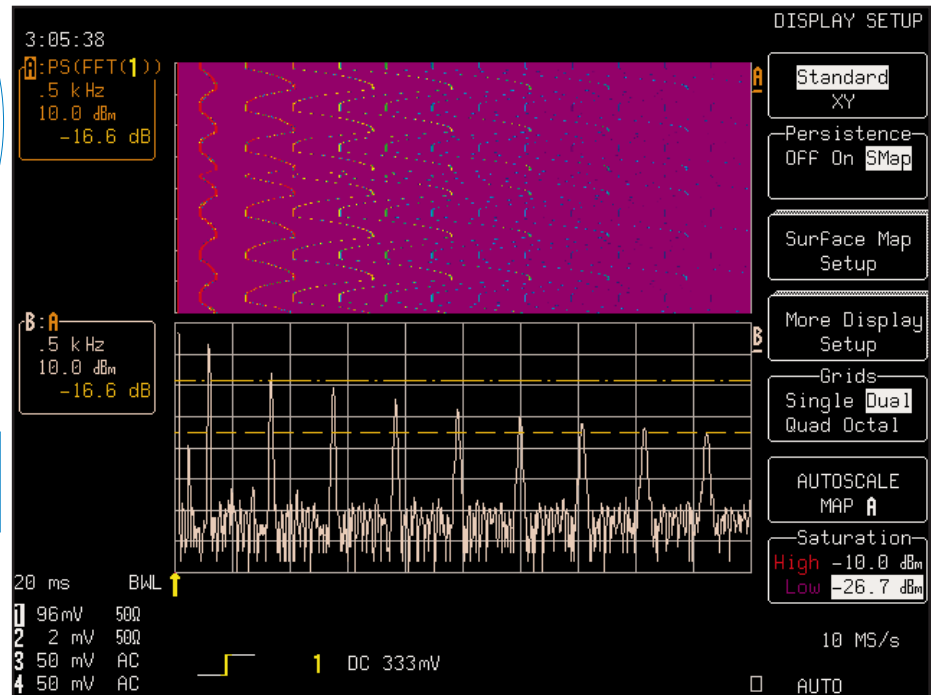 DISPLAY SETUP
3:05:38
A:PS(FFT(1))
.5 kHz
10.0 dBm
-16.6 dB
A
Standard
XY
Persistence
OFF On SMap
Surface Map
Setup
B:A
.5 kHz
10.0 dBm
-16.6 dB
B
More Display
Setup
Grids
Single Dual
Quad Octal
AUTOSCALE
MAP A
Saturation
High -10.0 dBm
Low -26.7 dBm
20 ms BWL
1 96mV 50Ω
2 2 mV 50Ω
3 50 mV AC
4 50 mV AC
1 DC 333mV
10 MS/s
AUTO